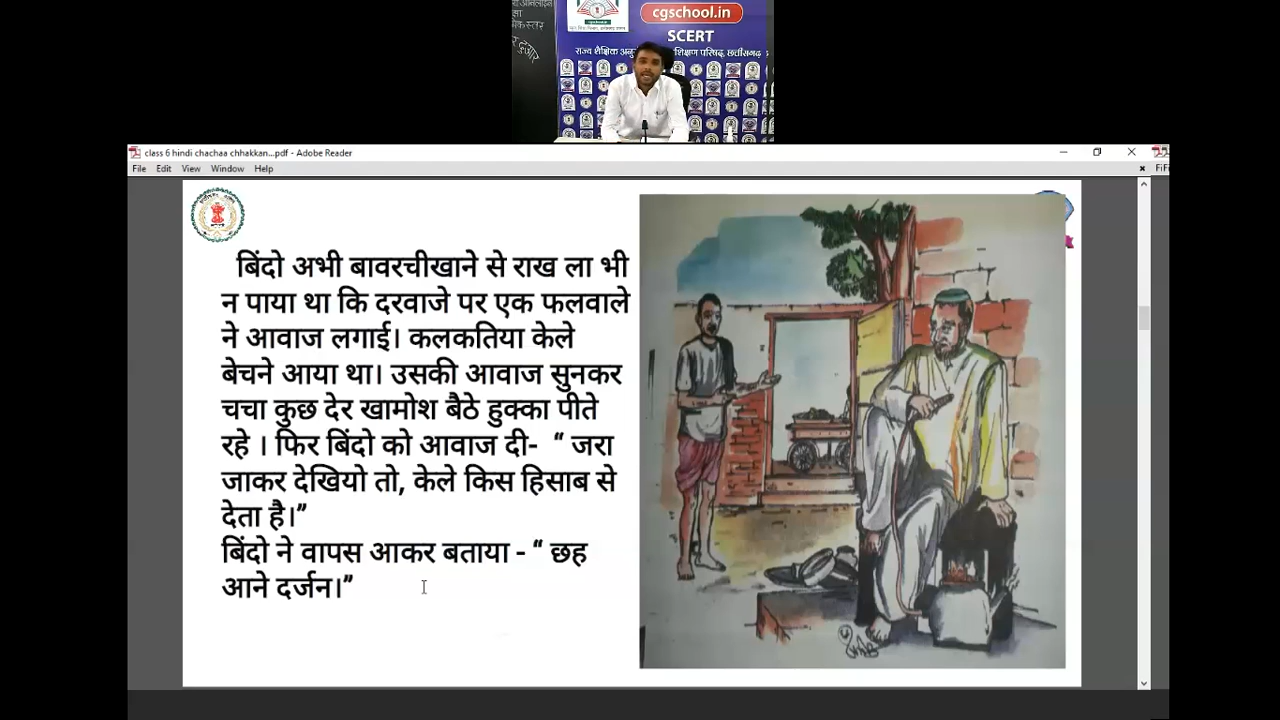 cgschool.in
SCERT
class 6 hindi chachaa chhakkan...pdf - Adobe Reader
File Edit View Window Help
बिंदो अभी बावरचीखाने से राख ला भी
न पाया था कि दरवाजे पर एक फलवाले
ने आवाज लगाई। कलकतिया केले
बेचने आया था। उसकी आवाज सुनकर
चचा कुछ देर खामोश बैठे हुक्का पीते
रहे । फिर बिंदो को आवाज दी- “ जरा
जाकर देखियो तो, केले किस हिसाब से
देता है।”
बिंदो ने वापस आकर बताया - “ छह
आने दर्जन।”